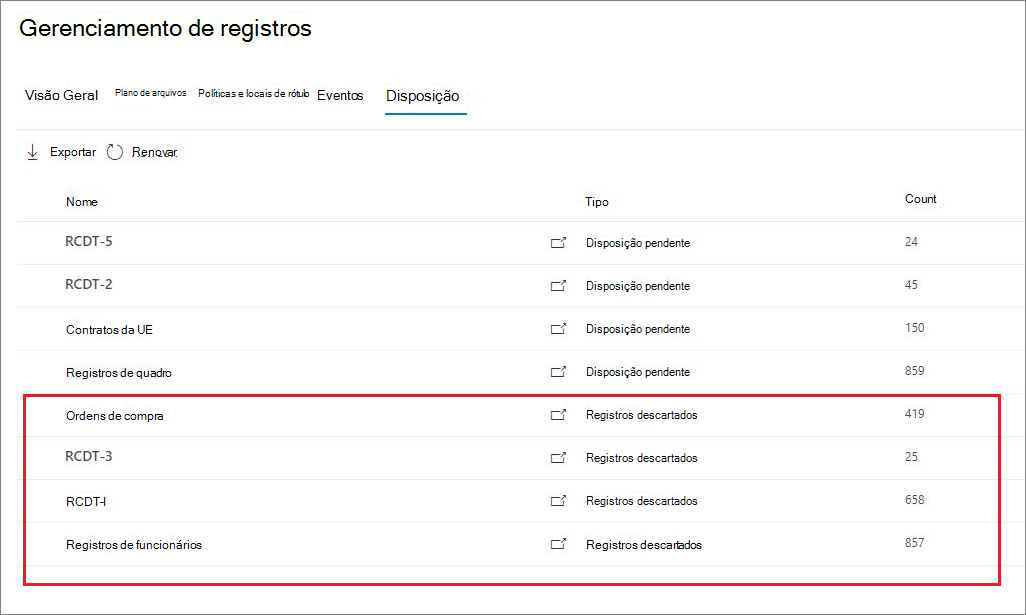 Gerenciamento de registros
Visão Geral Plano de arquivos Políticas e locais de rótulo Eventos Disposição
Exportar Renovar
Nome Tipo Count
RCDT-5 Disposição pendente 24
RCDT-2 Disposição pendente 45
Contratos da UE Disposição pendente 150
Registros de quadro Disposição pendente 859
Ordens de compra Registros descartados 419
RCDT-3 Registros descartados 25
RCDT-I Registros descartados 658
Registros de funcionários Registros descartados 857